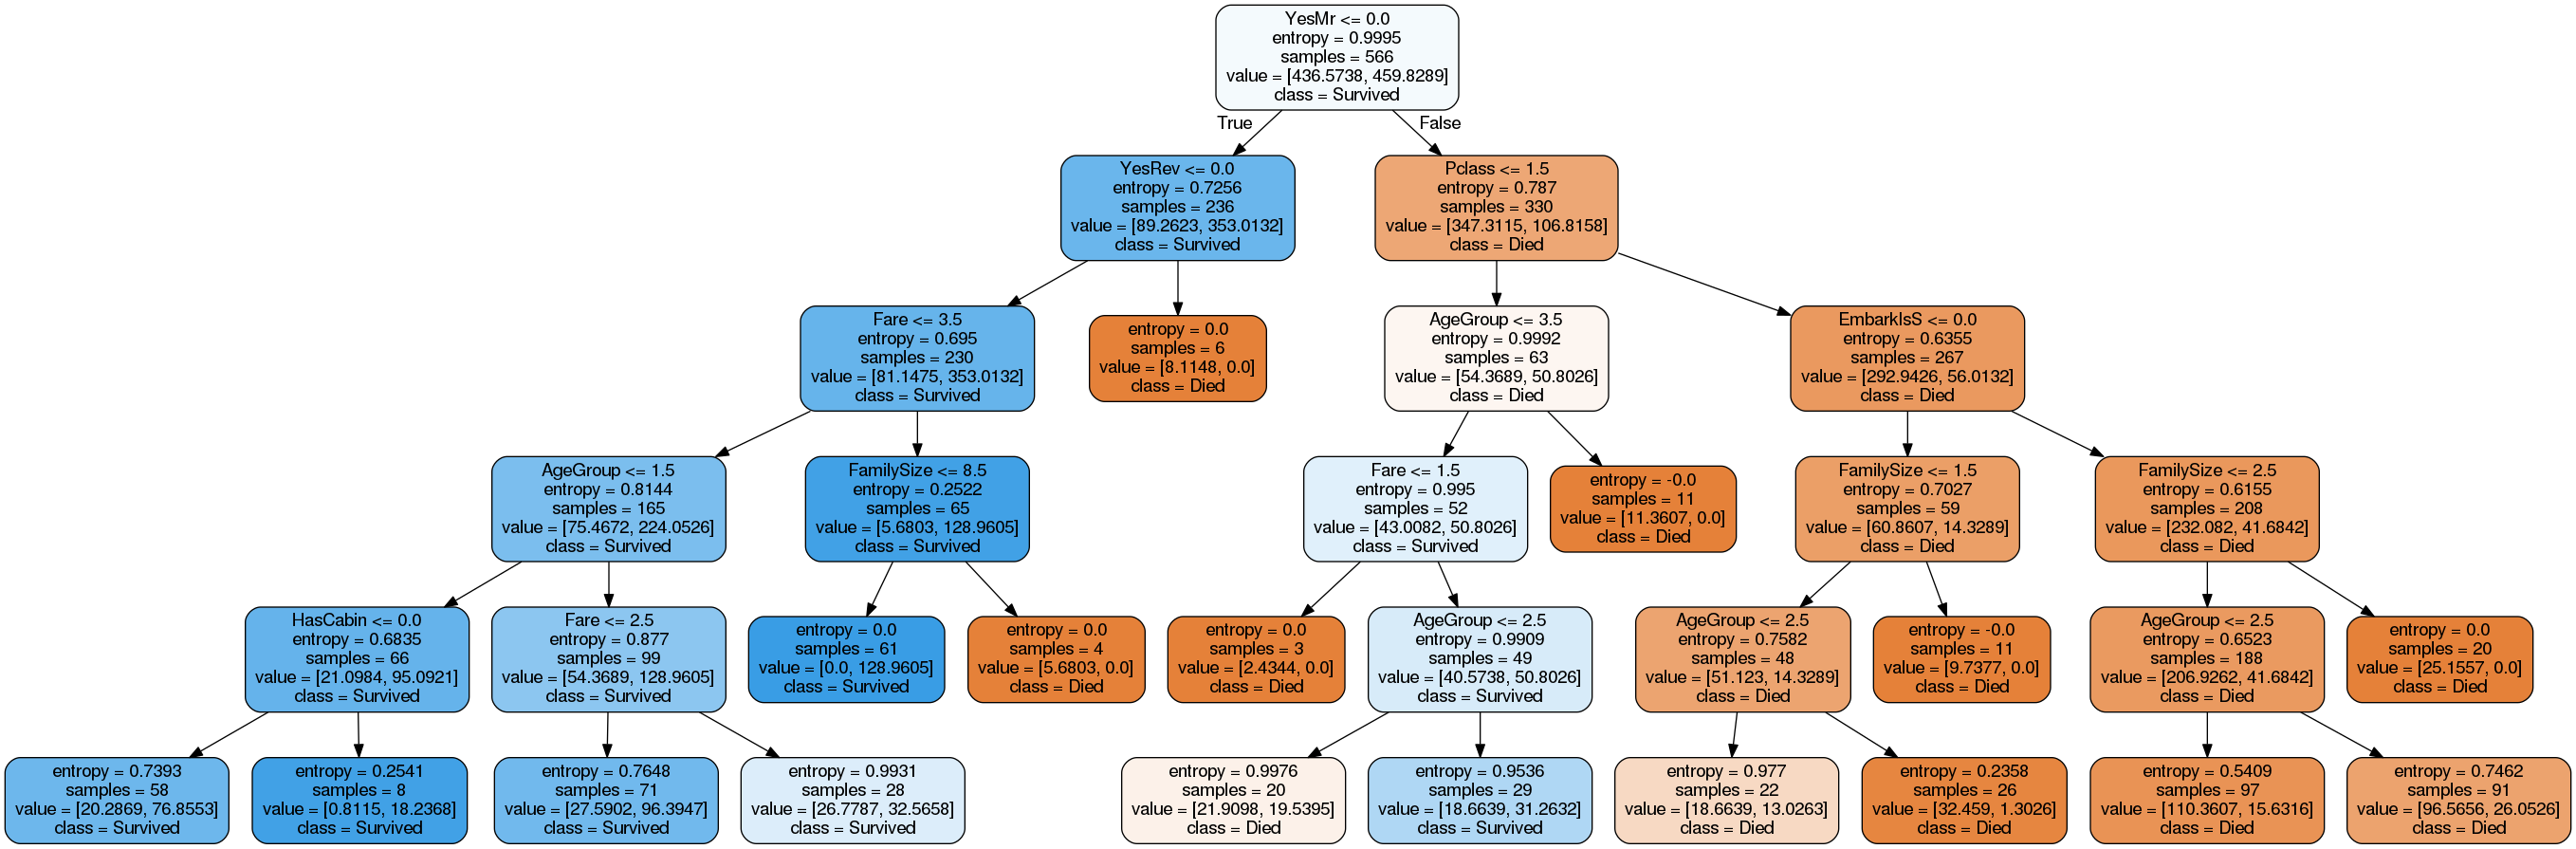 YesMr <= 0.0
entropy = 0.9995
samples = 566
value = [436.5738, 459.8289]
class = Survived
True
False
YesRev <= 0.0
entropy = 0.7256
samples = 236
value = [89.2623, 353.0132]
class = Survived
Pclass <= 1.5
entropy = 0.787
samples = 330
value = [347.3115, 106.8158]
class = Died
Fare <= 3.5
entropy = 0.695
samples = 230
value = [81.1475, 353.0132]
class = Survived
entropy = 0.0
samples = 6
value = [8.1148, 0.0]
class = Died
AgeGroup <= 3.5
entropy = 0.9992
samples = 63
value = [54.3689, 50.8026]
class = Died
EmbarkIsS <= 0.0
entropy = 0.6355
samples = 267
value = [292.9426, 56.0132]
class = Died
AgeGroup <= 1.5
entropy = 0.8144
samples = 165
value = [75.4672, 224.0526]
class = Survived
FamilySize <= 8.5
entropy = 0.2522
samples = 65
value = [5.6803, 128.9605]
class = Survived
Fare <= 1.5
entropy = 0.995
samples = 52
value = [43.0082, 50.8026]
class = Survived
entropy = -0.0
samples = 11
value = [11.3607, 0.0]
class = Died
FamilySize <= 1.5
entropy = 0.7027
samples = 59
value = [60.8607, 14.3289]
class = Died
FamilySize <= 2.5
entropy = 0.6155
samples = 208
value = [232.082, 41.6842]
class = Died
HasCabin <= 0.0
entropy = 0.6835
samples = 66
value = [21.0984, 95.0921]
class = Survived
Fare <= 2.5
entropy = 0.877
samples = 99
value = [54.3689, 128.9605]
class = Survived
entropy = 0.0
samples = 61
value = [0.0, 128.9605]
class = Survived
entropy = 0.0
samples = 4
value = [5.6803, 0.0]
class = Died
entropy = 0.0
samples = 3
value = [2.4344, 0.0]
class = Died
AgeGroup <= 2.5
entropy = 0.9909
samples = 49
value = [40.5738, 50.8026]
class = Survived
AgeGroup <= 2.5
entropy = 0.7582
samples = 48
value = [51.123, 14.3289]
class = Died
entropy = -0.0
samples = 11
value = [9.7377, 0.0]
class = Died
AgeGroup <= 2.5
entropy = 0.6523
samples = 188
value = [206.9262, 41.6842]
class = Died
entropy = 0.0
samples = 20
value = [25.1557, 0.0]
class = Died
entropy = 0.7393
samples = 58
value = [20.2869, 76.8553]
class = Survived
entropy = 0.2541
samples = 8
value = [0.8115, 18.2368]
class = Survived
entropy = 0.7648
samples = 71
value = [27.5902, 96.3947]
class = Survived
entropy = 0.9931
samples = 28
value = [26.7787, 32.5658]
class = Survived
entropy = 0.9976
samples = 20
value = [21.9098, 19.5395]
class = Died
entropy = 0.9536
samples = 29
value = [18.6639, 31.2632]
class = Survived
entropy = 0.977
samples = 22
value = [18.6639, 13.0263]
class = Died
entropy = 0.2358
samples = 26
value = [32.459, 1.3026]
class = Died
entropy = 0.5409
samples = 97
value = [110.3607, 15.6316]
class = Died
entropy = 0.7462
samples = 91
value = [96.5656, 26.0526]
class = Died